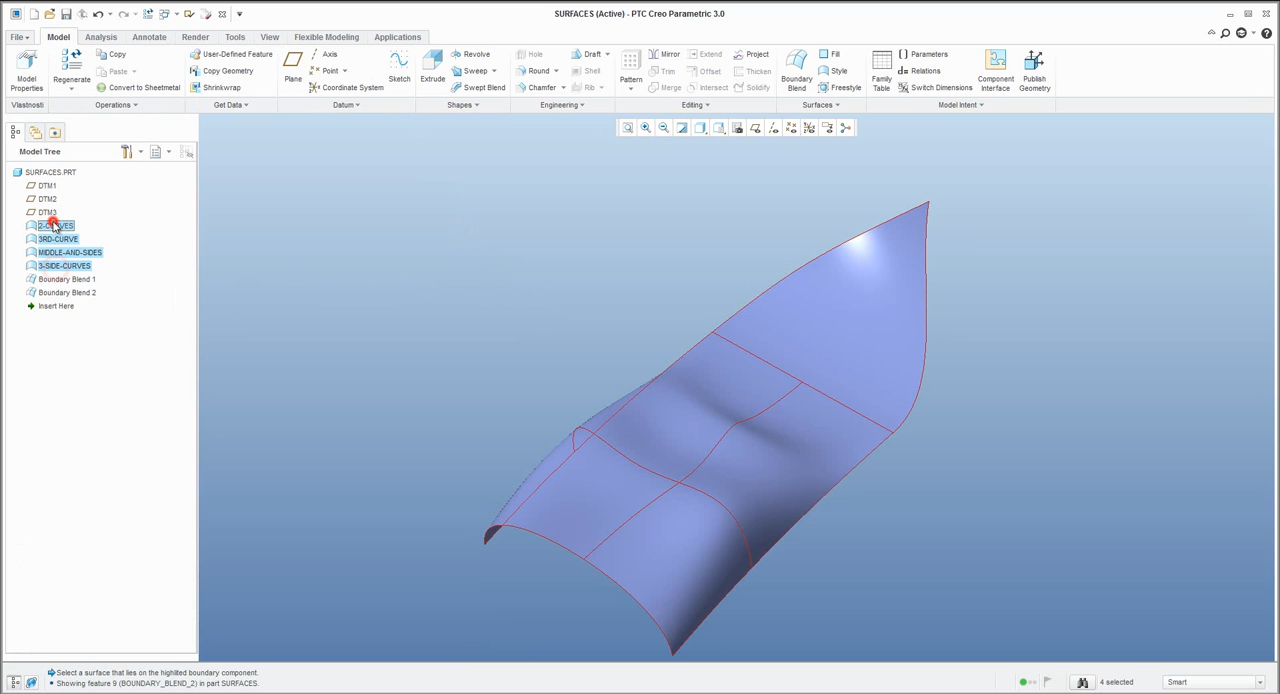 SURFACES (Active) - PTC Creo Parametric 3.0
File Model Analysis Annotate Render Tools View Flexible Modeling Applications
Model Properties
Regenerate
Copy
Paste
Convert to Sheetmetal
User-Defined Feature
Copy Geometry
Shrinkwrap
Plane
Axis
Point
Coordinate System
Sketch
Extrude
Revolve
Sweep
Swept Blend
Hole
Round
Chamfer
Draft
Shell
Rib
Pattern
Mirror
Trim
Merge
Extend
Offset
Intersect
Project
Thicken
Solidify
Boundary Blend
Fill
Style
Freestyle
Family Table
Parameters
Relations
Switch Dimensions
Component Interface
Publish Geometry
Vlastnosti Operations Get Data Datum Shapes Engineering Editing Surfaces Model Intent
Model Tree
SURFACES.PRT
DTM1
DTM2
DTM3
3RD-CURVE
MIDDLE-AND-SIDES
3-SIDE-CURVES
Boundary Blend 1
Boundary Blend 2
Insert Here
Select a surface that lies on the highlited boundary component.
• Showing feature 9 (BOUNDARY_BLEND_2) in part SURFACES.
4 selected
Smart